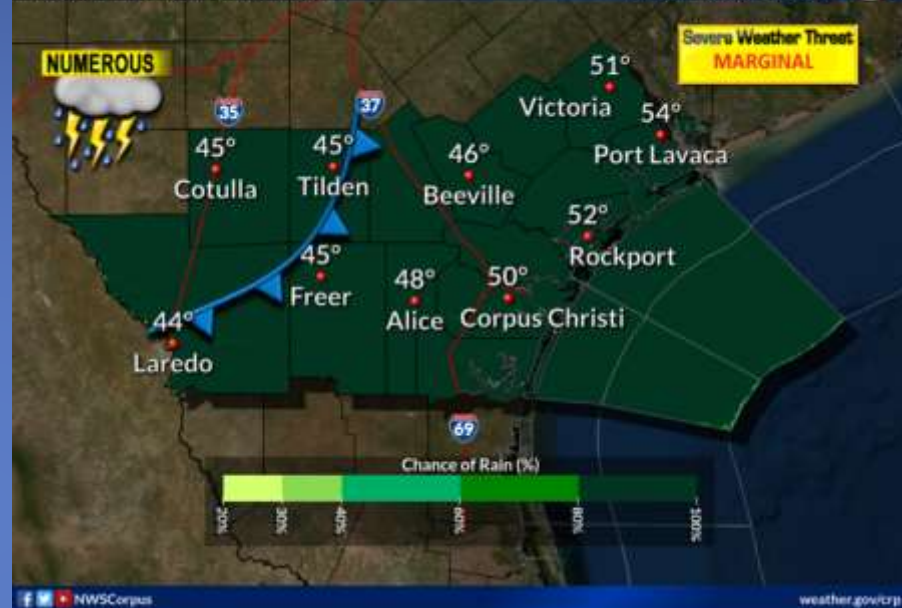 NUMEROUS
Severe Weather Threat
MARGINAL
51°
Victoria
54°
Port Lavaca
35
37
45°
Cotulla
45°
Tilden
46°
Beeville
52°
Rockport
45°
Freer
48°
Alice
50°
Corpus Christi
44°
Laredo
69
Chance of Rain (%)
20%
30%
40%
60%
80%
100%
NWSCorpus
weather.gov/crp